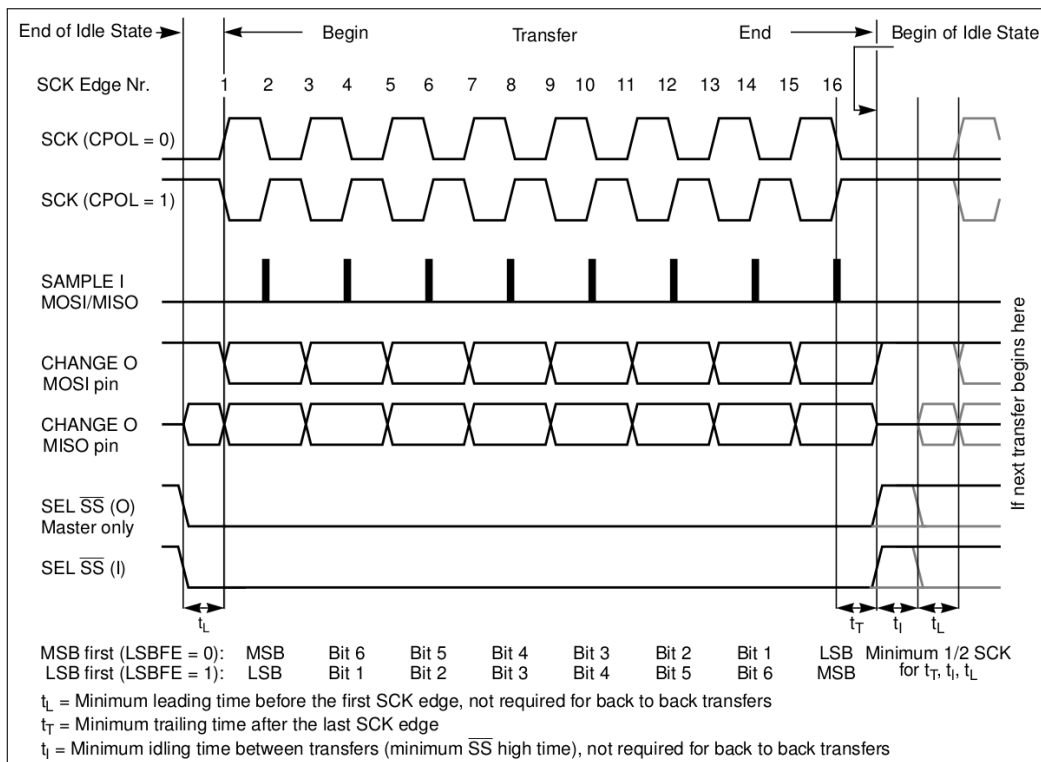 End of Idle State
Begin
Transfer
End
Begin of Idle State
SCK Edge Nr.
1 2 3 4 5 6 7 8 9 10 11 12 13 14 15 16
SCK (CPOL = 0)
SCK (CPOL = 1)
SAMPLE I
MOSI/MISO
CHANGE O
MOSI pin
CHANGE O
MISO pin
SEL SS (O)
Master only
SEL SS (I)
If next transfer begins here
tL
tT tI tL
MSB first (LSBFE = 0): MSB Bit 6 Bit 5 Bit 4 Bit 3 Bit 2 Bit 1 LSB Minimum 1/2 SCK
LSB first (LSBFE = 1): LSB Bit 1 Bit 2 Bit 3 Bit 4 Bit 5 Bit 6 MSB for tT, tI, tL
tL = Minimum leading time before the first SCK edge, not required for back to back transfers
tT = Minimum trailing time after the last SCK edge
tI = Minimum idling time between transfers (minimum SS high time), not required for back to back transfers